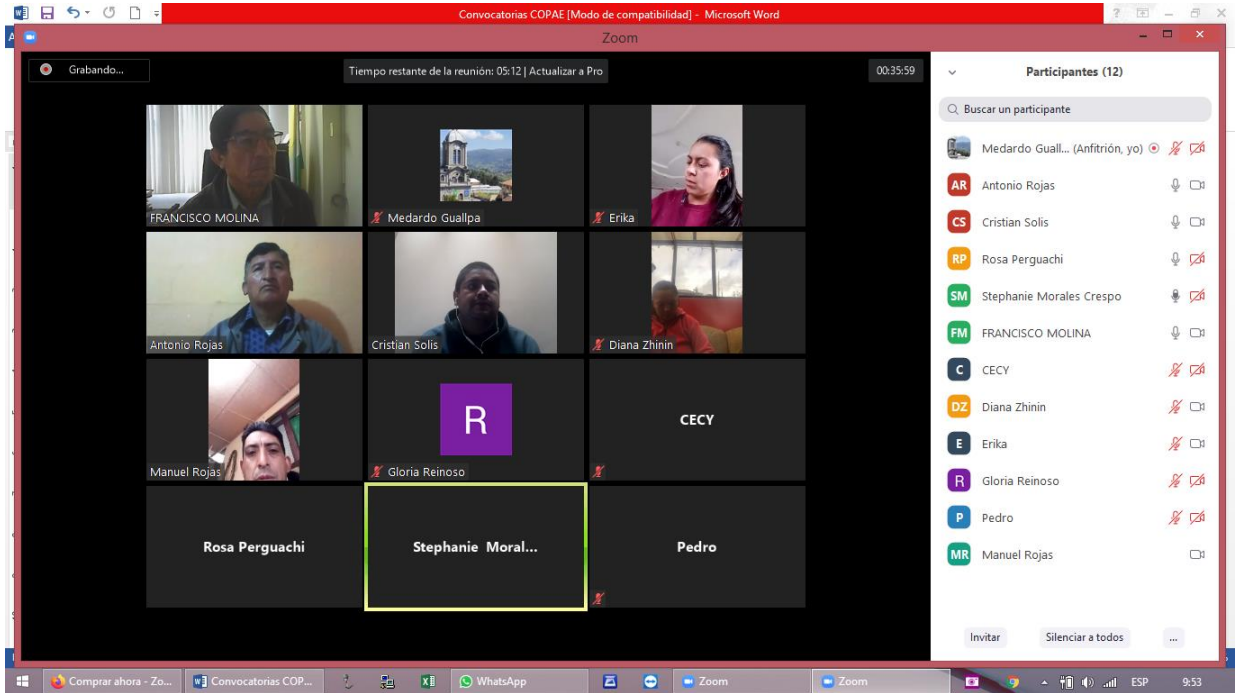 Convocatorias COPAE [Modo de compatibilidad] - Microsoft Word
Zoom
Grabando...
Tiempo restante de la reunión: 05:12 | Actualizar a Pro
00:35:59
FRANCISCO MOLINA
Medardo Guallpa
Erika
Antonio Rojas
Cristian Solis
Diana Zhinin
Manuel Rojas
R
Gloria Reinoso
CECY
Rosa Perguachi
Stephanie Moral...
Pedro
Participantes (12)
Buscar un participante
Medardo Guall... (Anfitrión, yo)
AR Antonio Rojas
CS Cristian Solis
RP Rosa Perguachi
SM Stephanie Morales Crespo
FM FRANCISCO MOLINA
C CECY
DZ Diana Zhinin
E Erika
R Gloria Reinoso
P Pedro
MR Manuel Rojas
Invitar Silenciar a todos ...
Comprar ahora - Zo... Convocatorias COP... WhatsApp Zoom Zoom ESP 9:53